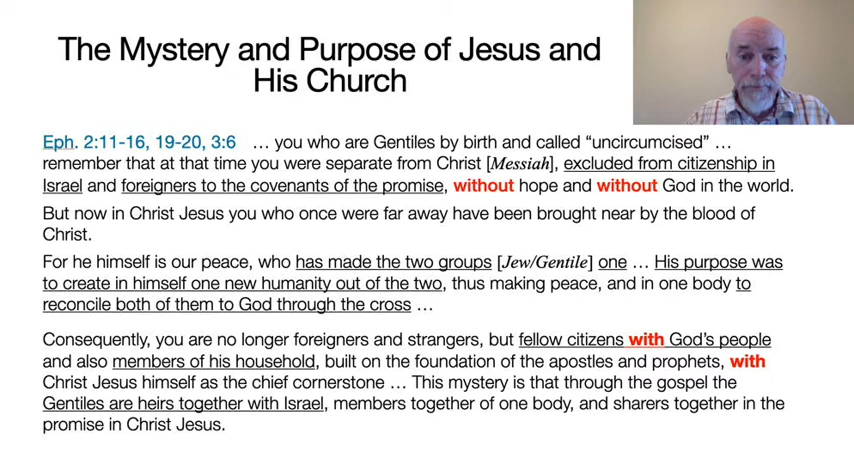 The Mystery and Purpose of Jesus and
His Church
Eph. 2:11-16, 19-20, 3:6 … you who are Gentiles by birth and called “uncircumcised” …
remember that at that time you were separate from Christ [Messiah], excluded from citizenship in
Israel and foreigners to the covenants of the promise, without hope and without God in the world.
But now in Christ Jesus you who once were far away have been brought near by the blood of
Christ.
For he himself is our peace, who has made the two groups [Jew/Gentile] one … His purpose was
to create in himself one new humanity out of the two, thus making peace, and in one body to
reconcile both of them to God through the cross …
Consequently, you are no longer foreigners and strangers, but fellow citizens with God’s people
and also members of his household, built on the foundation of the apostles and prophets, with
Christ Jesus himself as the chief cornerstone … This mystery is that through the gospel the
Gentiles are heirs together with Israel, members together of one body, and sharers together in the
promise in Christ Jesus.